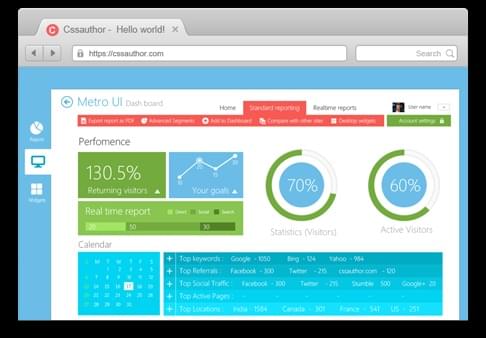 Cssauthor - Hello world!
https://cssauthor.com
Search
Metro UI Dash board
Home Standard reporting Realtime reports
User name
Export report as PDF Advanced Segments Add to Dashboard Compare with other siter Desktop widgets Account settings
Report
Widgets
Perfomence
130.5%
Returning visitors
Your goals
70%
Statistics (Visitors)
60%
Active Visitors
Real time report Direct Social Search
20 50 30
Calendar
17
Top keywords : Google - 1050 Bing - 124 Yahoo - 984
Top Referrals : Facebook - 300 Twitter - 215 cssauthor.com - 120
Top Social Traffic : Facebook - 300 Twitter - 215 Stumble 500 Google+ 20
Top Active Pages : - - -
Top Locations : India - 1584 Canada - 301 France - 541 US - 251